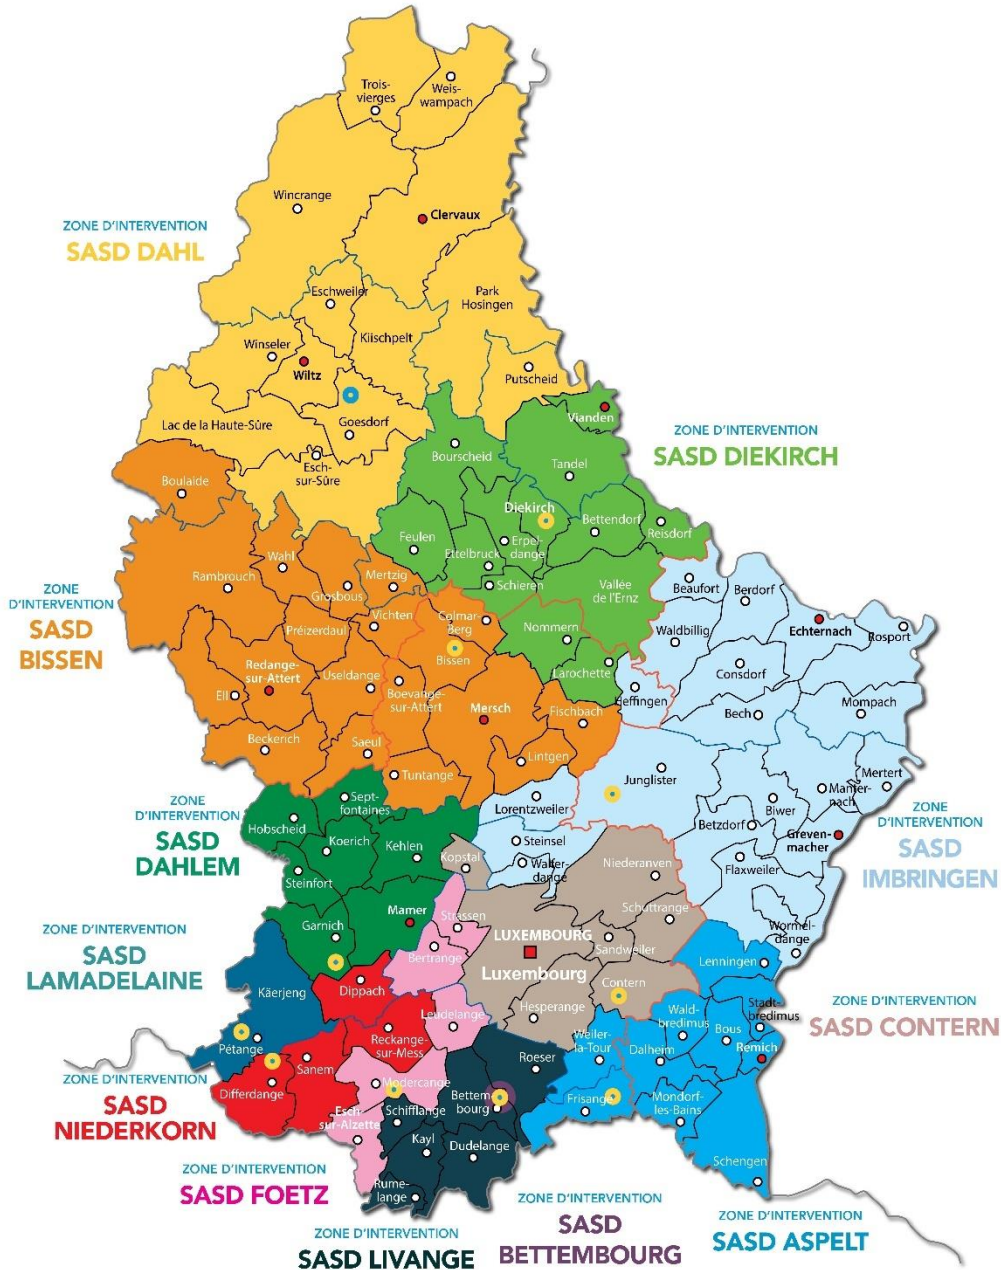 Trois-
vierges
Weis-
wampach
Wincrange
Clervaux
ZONE D'INTERVENTION
SASD DAHL
Eschweiler
Park
Hosingen
Kiischpelt
Winseler
Wiltz
Putscheid
Lac de la Haute-Sûre
Goesdorf
Vianden
ZONE D'INTERVENTION
SASD DIEKIRCH
Esch-
sur-Sûre
Bourscheid
Tandel
Boulaide
Diekirch
Bettendorf
Reisdorf
Feulen
Ettelbruck
Erpel-
dange
Schieren
Vallée
de l'Ernz
Wahl
Rambrouch
Grosbous
Mertzig
Beaufort
Berdorf
ZONE
D'INTERVENTION
SASD
BISSEN
Préizerdaul
Vichten
Colmar-
Berg
Bissen
Nommern
Waldbillig
Echternach
Rosport
Redange-
sur-Attert
Ell
Useldange
Boevange-
sur-Attert
Larochette
Heffingen
Consdorf
Mersch
Fischbach
Bech
Mompach
Beckerich
Saeul
Lintgen
Tuntange
Junglister
Mertert
Manter-
nach
ZONE
D'INTERVENTION
SASD
DAHLEM
Sept-
fontaines
Lorentzweiler
Biwer
ZONE
D'INTERVENTION
SASD
IMBRINGEN
Hobscheid
Koerich
Kehlen
Steinsel
Betzdorf
Greven-
macher
Kopstal
Walfer-
dange
Niederanven
Flaxweiler
Steinfort
Mamer
Strassen
Schuttrange
Garnich
Bertrange
LUXEMBOURG
Luxembourg
Sandweiler
Wormel-
dange
ZONE D'INTERVENTION
SASD
LAMADELAINE
Lenningen
Käerjeng
Dippach
Contern
Stadt-
bredimus
ZONE D'INTERVENTION
SASD CONTERN
Leudelange
Hesperange
Wald-
bredimus
Bous
Pétange
Reckange-
sur-Mess
Weiler-
la-Tour
Dalheim
Remich
Roeser
Sanem
ZONE D'INTERVENTION
SASD
NIEDERKORN
Differdange
Modercange
Bettem-
bourg
Frisange
Mondorf-
les-Bains
Esch-
sur-Alzette
Schifflange
Kayl
Dudelange
Schengen
ZONE D'INTERVENTION
SASD FOETZ
Rume-
lange
ZONE D'INTERVENTION
SASD
BETTEMBOURG
ZONE D'INTERVENTION
SASD ASPELT
ZONE D'INTERVENTION
SASD LIVANGE